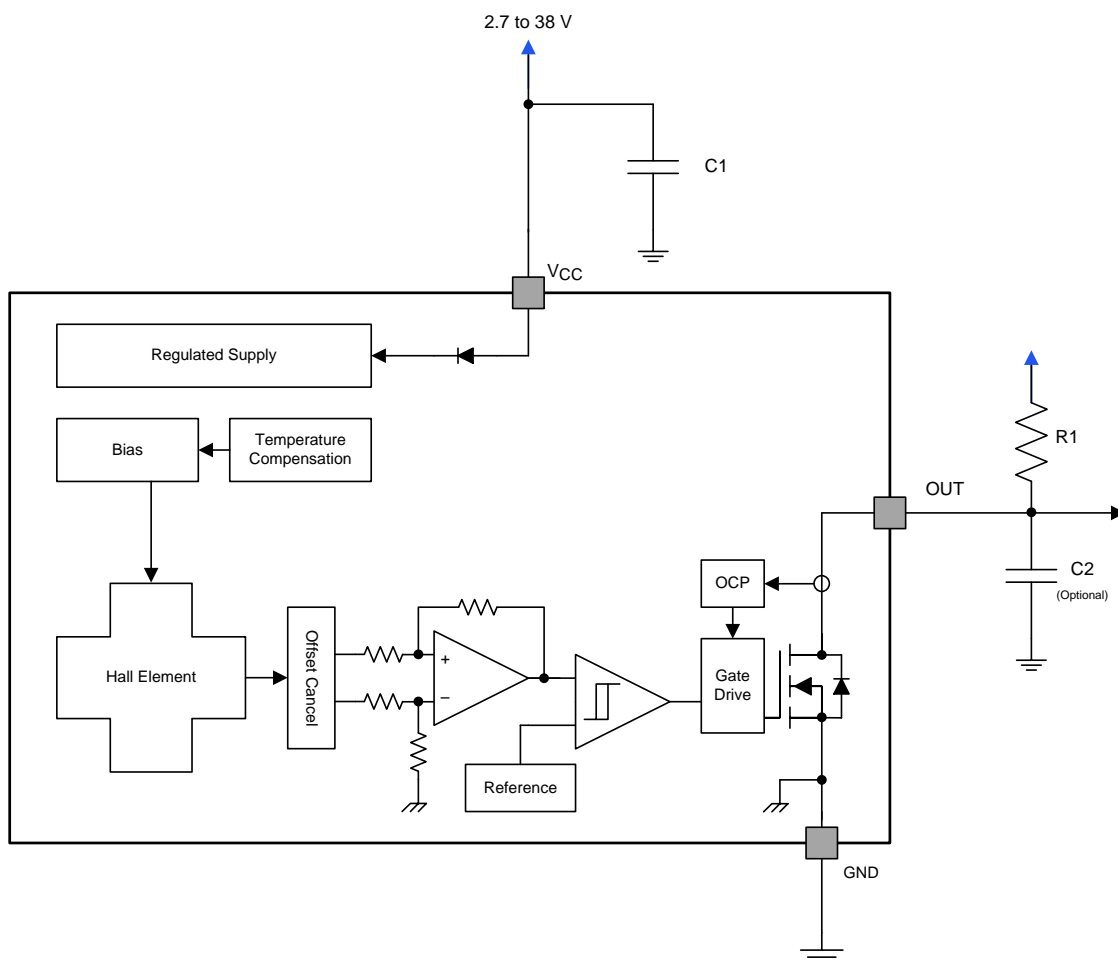 2.7 to 38 V
C1
VCC
Regulated Supply
Bias
Temperature
Compensation
R1
OUT
C2
(Optional)
OCP
Hall Element
Offset Cancel
+
–
Gate
Drive
Reference
GND